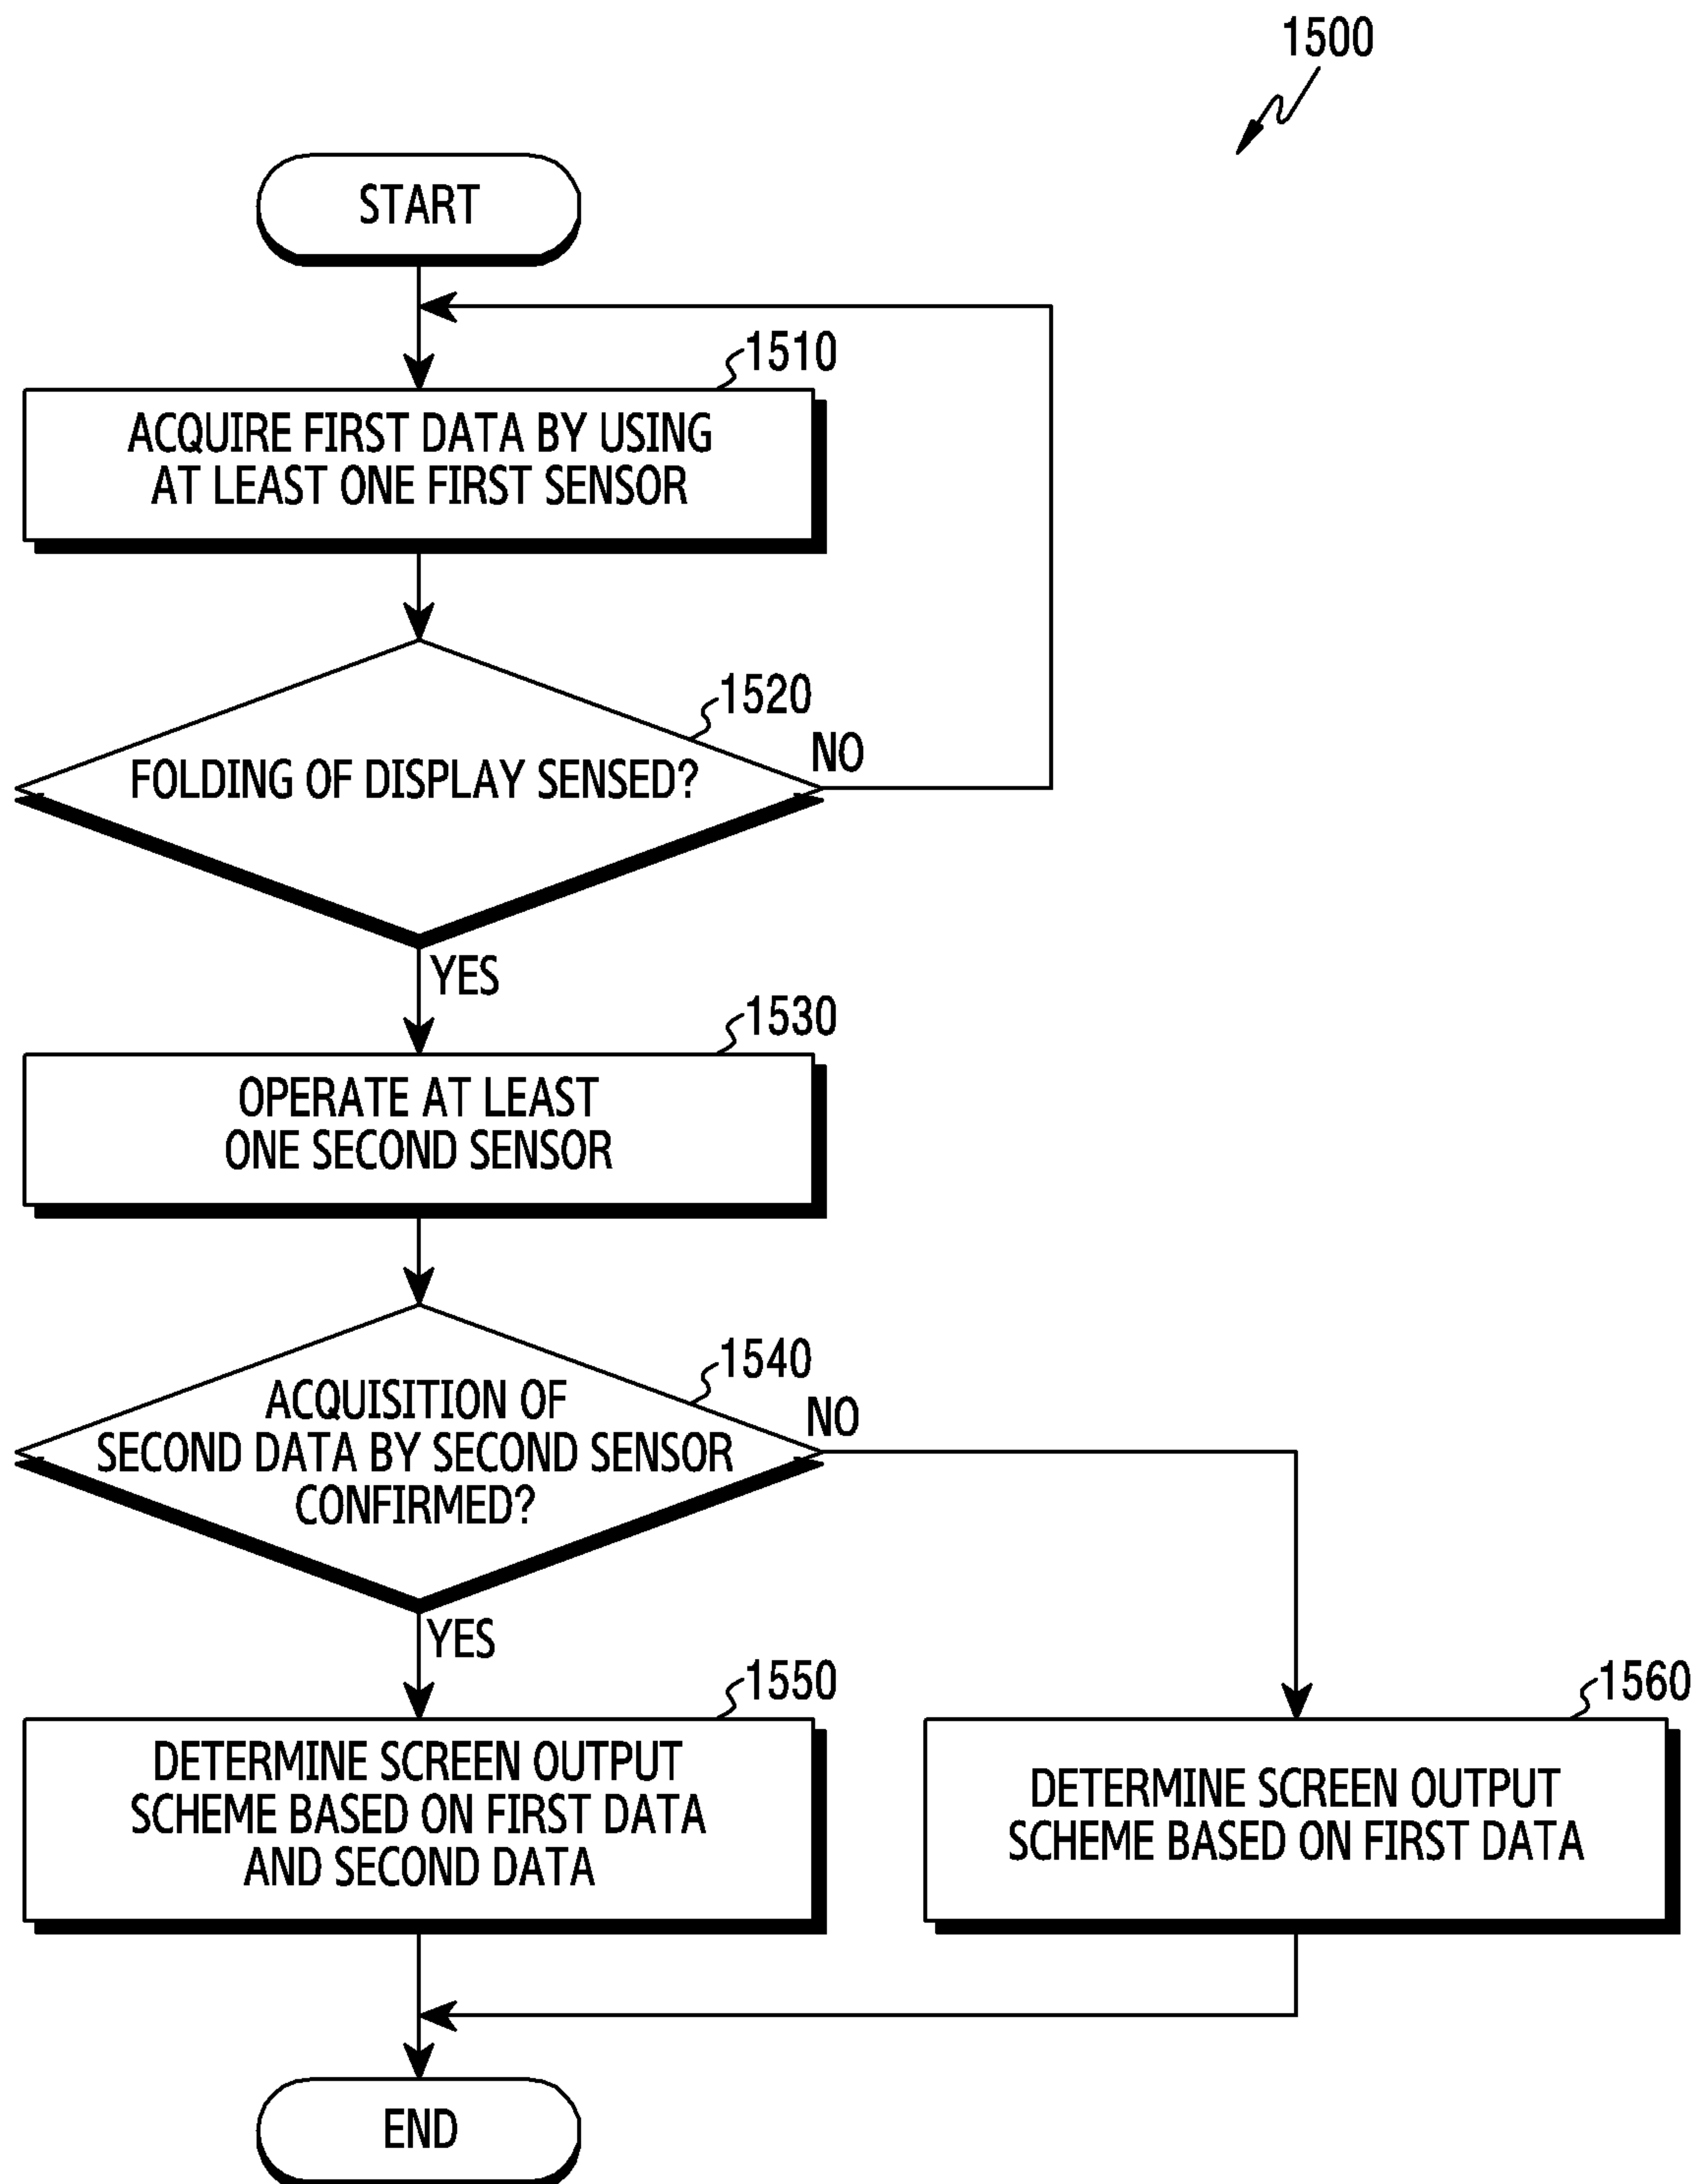 1500
START
1510
ACQUIRE FIRST DATA BY USING
AT LEAST ONE FIRST SENSOR
1520
FOLDING OF DISPLAY SENSED?
NO
YES
1530
OPERATE AT LEAST
ONE SECOND SENSOR
1540
ACQUISITION OF
SECOND DATA BY SECOND SENSOR
CONFIRMED?
NO
YES
1550
DETERMINE SCREEN OUTPUT
SCHEME BASED ON FIRST DATA
AND SECOND DATA
1560
DETERMINE SCREEN OUTPUT
SCHEME BASED ON FIRST DATA
END